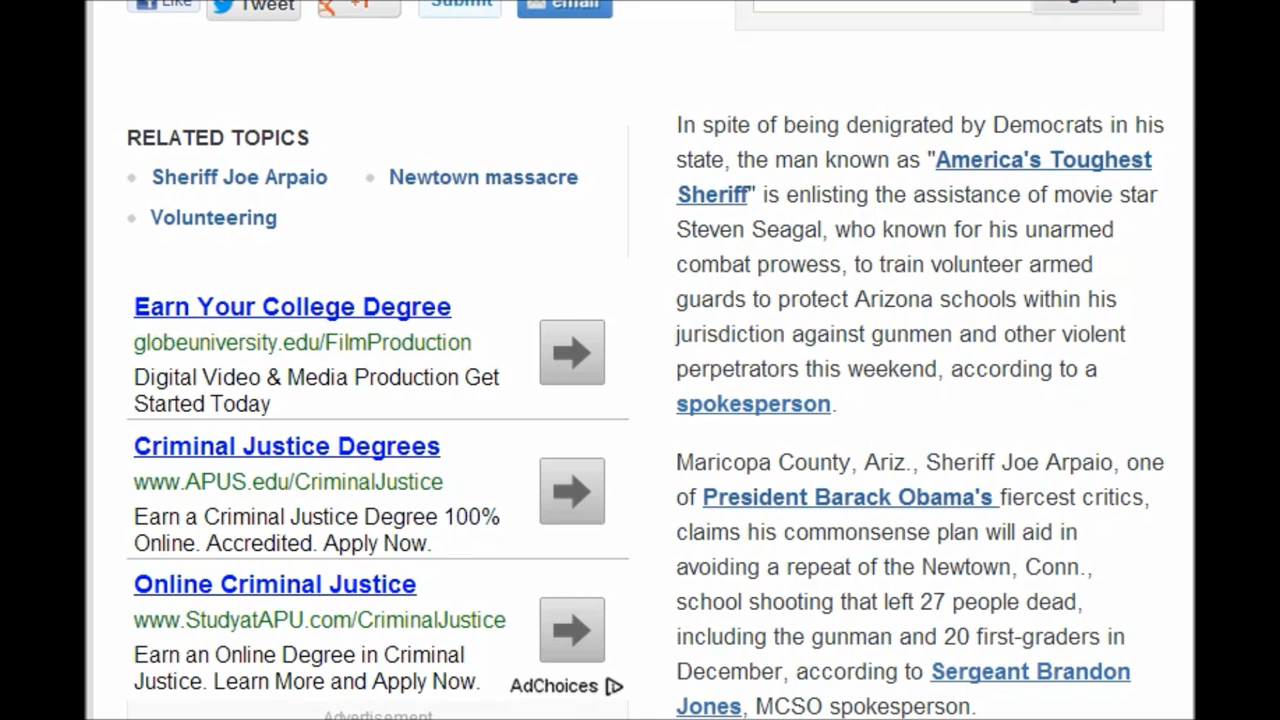 Like
Tweet
+1
Submit
email
RELATED TOPICS
Sheriff Joe Arpaio
Newtown massacre
Volunteering
Earn Your College Degree
globeuniversity.edu/FilmProduction
Digital Video & Media Production Get
Started Today
Criminal Justice Degrees
www.APUS.edu/CriminalJustice
Earn a Criminal Justice Degree 100%
Online. Accredited. Apply Now.
Online Criminal Justice
www.StudyatAPU.com/CriminalJustice
Earn an Online Degree in Criminal
Justice. Learn More and Apply Now.
AdChoices
Advertisement
In spite of being denigrated by Democrats in his
state, the man known as "America's Toughest
Sheriff" is enlisting the assistance of movie star
Steven Seagal, who known for his unarmed
combat prowess, to train volunteer armed
guards to protect Arizona schools within his
jurisdiction against gunmen and other violent
perpetrators this weekend, according to a
spokesperson.
Maricopa County, Ariz., Sheriff Joe Arpaio, one
of President Barack Obama's fiercest critics,
claims his commonsense plan will aid in
avoiding a repeat of the Newtown, Conn.,
school shooting that left 27 people dead,
including the gunman and 20 first-graders in
December, according to Sergeant Brandon
Jones, MCSO spokesperson.